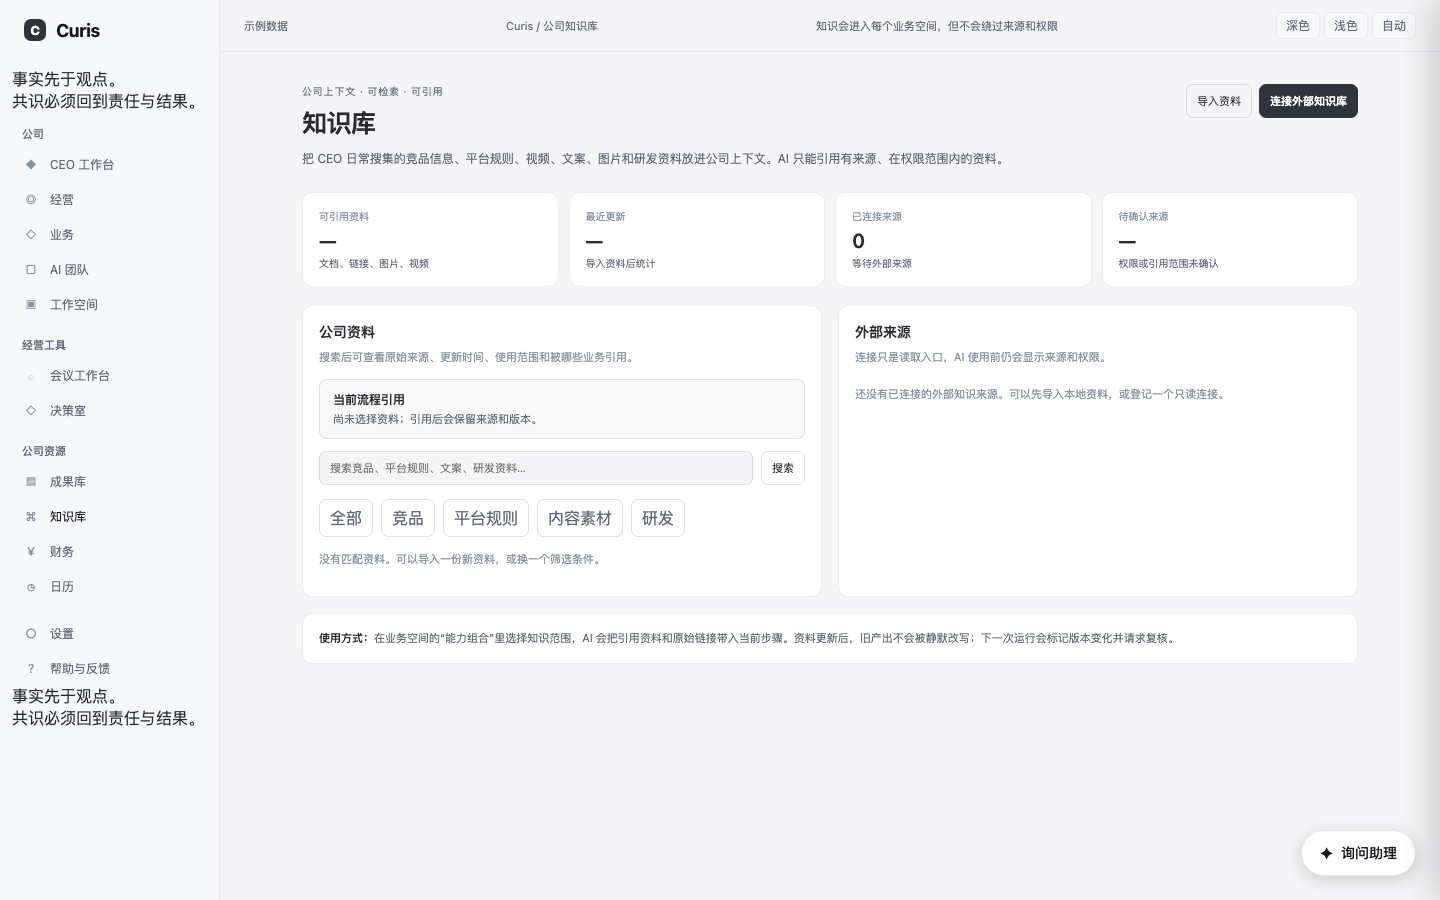 C Curis
事实先于观点。
共识必须回到责任与结果。
公司
CEO 工作台
经营
业务
AI 团队
工作空间
经营工具
会议工作台
决策室
公司资源
成果库
知识库
¥ 财务
日历
设置
? 帮助与反馈
事实先于观点。
共识必须回到责任与结果。
示例数据
Curis / 公司知识库
知识会进入每个业务空间，但不会绕过来源和权限
深色
浅色
自动
公司上下文 · 可检索 · 可引用
知识库
把 CEO 日常搜集的竞品信息、平台规则、视频、文案、图片和研发资料放进公司上下文。AI 只能引用有来源、在权限范围内的资料。
导入资料
连接外部知识库
可引用资料
—
文档、链接、图片、视频
最近更新
—
导入资料后统计
已连接来源
0
等待外部来源
待确认来源
—
权限或引用范围未确认
公司资料
搜索后可查看原始来源、更新时间、使用范围和被哪些业务引用。
当前流程引用
尚未选择资料；引用后会保留来源和版本。
搜索竞品、平台规则、文案、研发资料...
搜索
全部
竞品
平台规则
内容素材
研发
没有匹配资料。可以导入一份新资料，或换一个筛选条件。
外部来源
连接只是读取入口，AI 使用前仍会显示来源和权限。
还没有已连接的外部知识来源。可以先导入本地资料，或登记一个只读连接。
使用方式：在业务空间的“能力组合”里选择知识范围，AI 会把引用资料和原始链接带入当前步骤。资料更新后，旧产出不会被静默改写；下一次运行会标记版本变化并请求复核。
询问助理